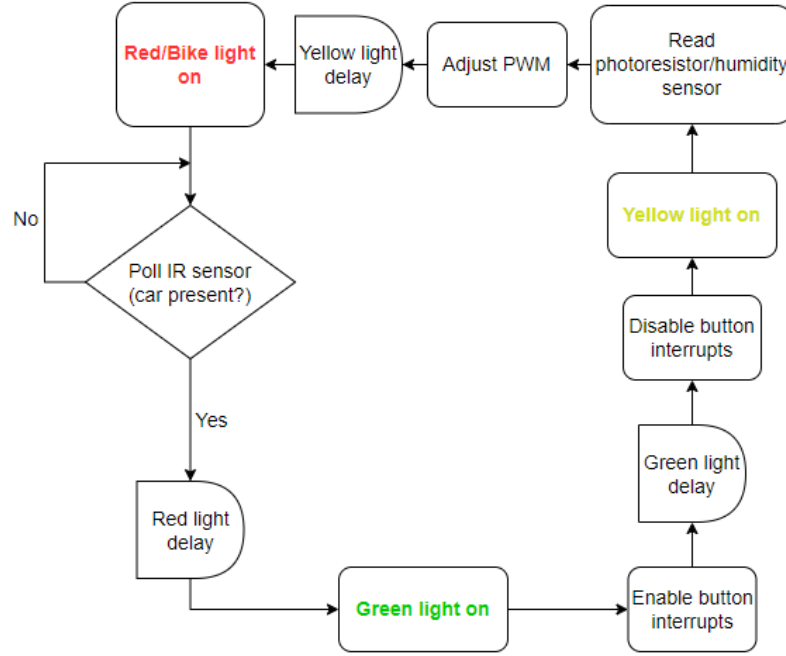 Red/Bike light
on
Yellow light
delay
Adjust PWM
Read
photoresistor/humidity
sensor
No
Poll IR sensor
(car present?)
Yes
Red light
delay
Green light on
Enable button
interrupts
Green light
delay
Disable button
interrupts
Yellow light on